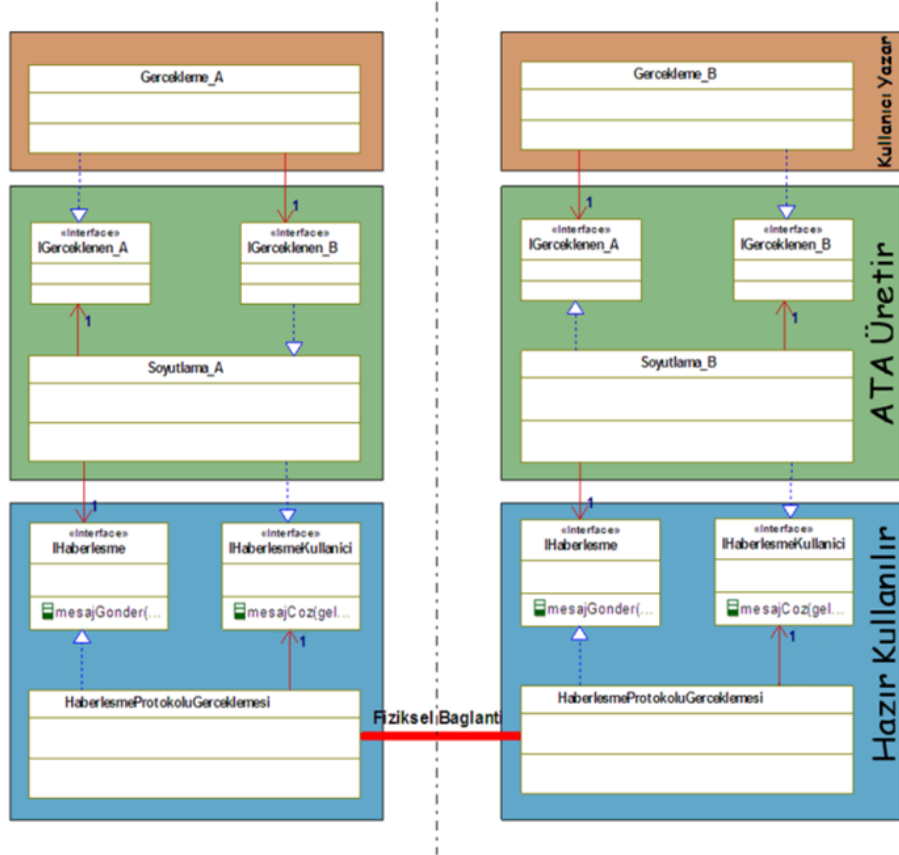 Gercekleme_A
«Interface»
IGerceklenen_A
1
«Interface»
IGerceklenen_B
1
Soyutlama_A
1
«Interface»
IHaberlesme
mesajGonder(...
«Interface»
IHaberlesmeKullanici
mesajCoz(gel...
1
HaberlesmeProtokoluGerceklemesi
Fiziksel Baglanti
Gercekleme_B
Kullanıcı Yazar
1
«Interface»
IGerceklenen_A
«Interface»
IGerceklenen_B
1
Soyutlama_B
ATA Üretir
1
«Interface»
IHaberlesme
mesajGonder(...
«Interface»
IHaberlesmeKullanici
mesajCoz(gel...
1
HaberlesmeProtokoluGerceklemesi
Hazır Kullanılır